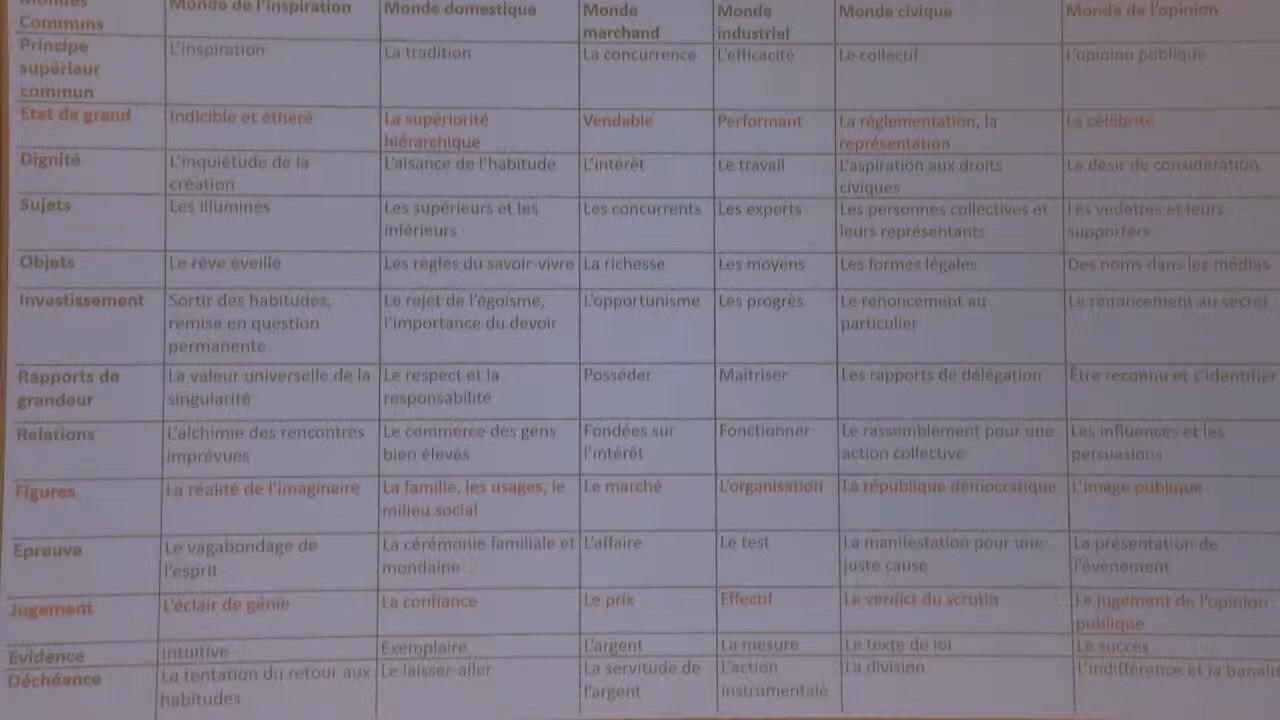 Mondes Communs
Monde de l'inspiration
Monde domestique
Monde marchand
Monde industriel
Monde civique
Monde de l'opinion
Principe supérieur commun
L'inspiration
La tradition
La concurrence
L'efficacité
Le collectif
L'opinion publique
Etat de grand
Indicible et éthéré
La supériorité hiérarchique
Vendable
Performant
La règlementation, la représentation
La célébrité
Dignité
L'inquiétude de la création
L'aisance de l'habitude
L'intérêt
Le travail
L'aspiration aux droits civiques
Le désir de considération
Sujets
Les illuminés
Les supérieurs et les inférieurs
Les concurrents
Les experts
Les personnes collectives et leurs représentants
Les vedettes et leurs supporters
Objets
Le rêve éveillé
Les règles du savoir-vivre
La richesse
Les moyens
Les formes légales
Des noms dans les médias
Investissement
Sortir des habitudes, remise en question permanente
Le rejet de l'égoïsme, l'importance du devoir
L'opportunisme
Les progrès
Le renoncement au particulier
Le renoncement au secret
Rapports de grandeur
La valeur universelle de la singularité
Le respect et la responsabilité
Posséder
Maitriser
Les rapports de délégation
Être reconnu et s'identifier
Relations
L'alchimie des rencontres imprévues
Le commerce des gens bien élevés
Fondées sur l'intérêt
Fonctionner
Le rassemblement pour une action collective
Les influences et les persuasions
Figures
La réalité de l'imaginaire
La famille, les usages, le milieu social
Le marché
L'organisation
La république démocratique
L'image publique
Epreuve
Le vagabondage de l'esprit
La cérémonie familiale et mondaine
L'affaire
Le test
La manifestation pour une juste cause
La présentation de l'évènement
Jugement
L'éclair de génie
La confiance
Le prix
Effectif
Le verdict du scrutin
Le jugement de l'opinion publique
Evidence
Intuitive
Exemplaire
L'argent
La mesure
Le texte de loi
Le succès
Déchéance
La tentation du retour aux habitudes
Le laisser-aller
La servitude de l'argent
L'action instrumentale
La division
L'indifférence et la